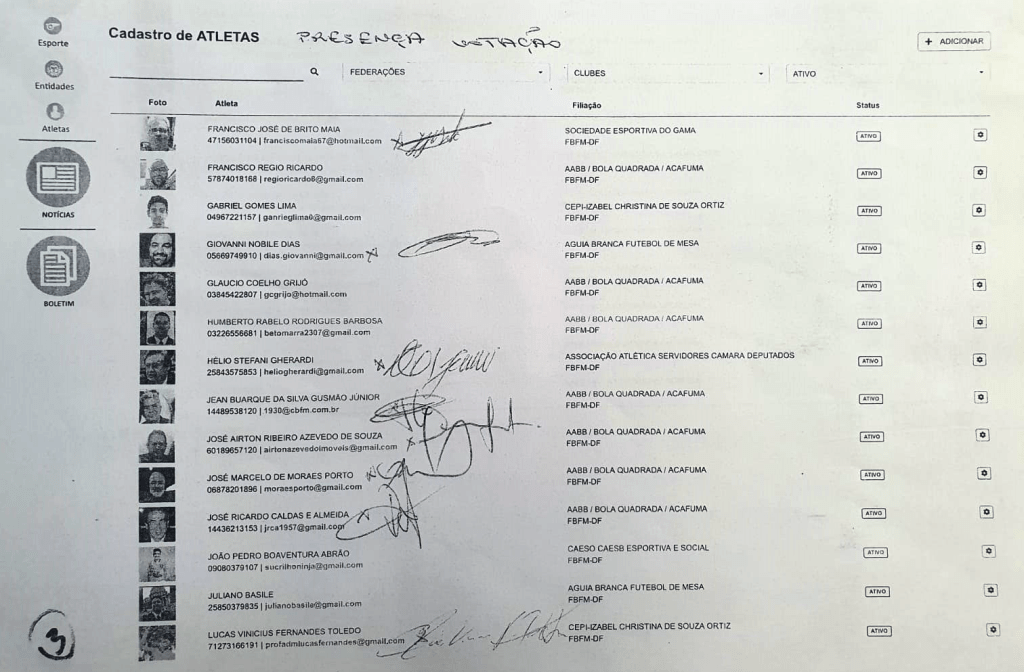 Esporte
Entidades
Atletas
NOTÍCIAS
BOLETIM
3
Cadastro de ATLETAS PRESENÇA VOTAÇÃO
+ ADICIONAR
FEDERAÇÕES CLUBES ATIVO
Foto Atleta Filiação Status
FRANCISCO JOSÉ DE BRITO MAIA SOCIEDADE ESPORTIVA DO GAMA ATIVO
47156031104 | franciscomaia67@hotmail.com FBFM-DF
FRANCISCO REGIO RICARDO AABB / BOLA QUADRADA / ACAFUMA ATIVO
57874018168 | regioricardo8@gmail.com FBFM-DF
GABRIEL GOMES LIMA CEPI-IZABEL CHRISTINA DE SOUZA ORTIZ ATIVO
04967221157 | ganrieglima6@gmail.com FBFM-DF
GIOVANNI NOBILE DIAS AGUIA BRANCA FUTEBOL DE MESA ATIVO
05669749910 | dias.giovanni@gmail.com FBFM-DF
GLAUCIO COELHO GRIJÓ AABB / BOLA QUADRADA / ACAFUMA ATIVO
03845422807 | gcgrijo@hotmail.com FBFM-DF
HUMBERTO RABELO RODRIGUES BARBOSA AABB / BOLA QUADRADA / ACAFUMA ATIVO
03226556681 | betomarra2307@gmail.com FBFM-DF
HÉLIO STEFANI GHERARDI ASSOCIAÇÃO ATLÉTICA SERVIDORES CAMARA DEPUTADOS ATIVO
25843575853 | heliogherardi@gmail.com FBFM-DF
JEAN BUARQUE DA SILVA GUSMÃO JÚNIOR AABB / BOLA QUADRADA / ACAFUMA ATIVO
14489538120 | 1930@cbfm.com.br FBFM-DF
JOSÉ AIRTON RIBEIRO AZEVEDO DE SOUZA AABB / BOLA QUADRADA / ACAFUMA ATIVO
60189657120 | airtonazevedoimoveis@gmail.com FBFM-DF
JOSÉ MARCELO DE MORAES PORTO AABB / BOLA QUADRADA / ACAFUMA ATIVO
06878201896 | moraesporto@gmail.com FBFM-DF
JOSÉ RICARDO CALDAS E ALMEIDA AABB / BOLA QUADRADA / ACAFUMA ATIVO
14436213153 | jrca1957@gmail.com FBFM-DF
JOÃO PEDRO BOAVENTURA ABRÃO CAESO CAESB ESPORTIVA E SOCIAL ATIVO
09080379107 | sucrilhoninja@gmail.com FBFM-DF
JULIANO BASILE AGUIA BRANCA FUTEBOL DE MESA ATIVO
25850379835 | julianobasile@gmail.com FBFM-DF
LUCAS VINICIUS FERNANDES TOLEDO CEPI-IZABEL CHRISTINA DE SOUZA ORTIZ ATIVO
71273166191 | profadmlucasfernandes@gmail.com FBFM-DF